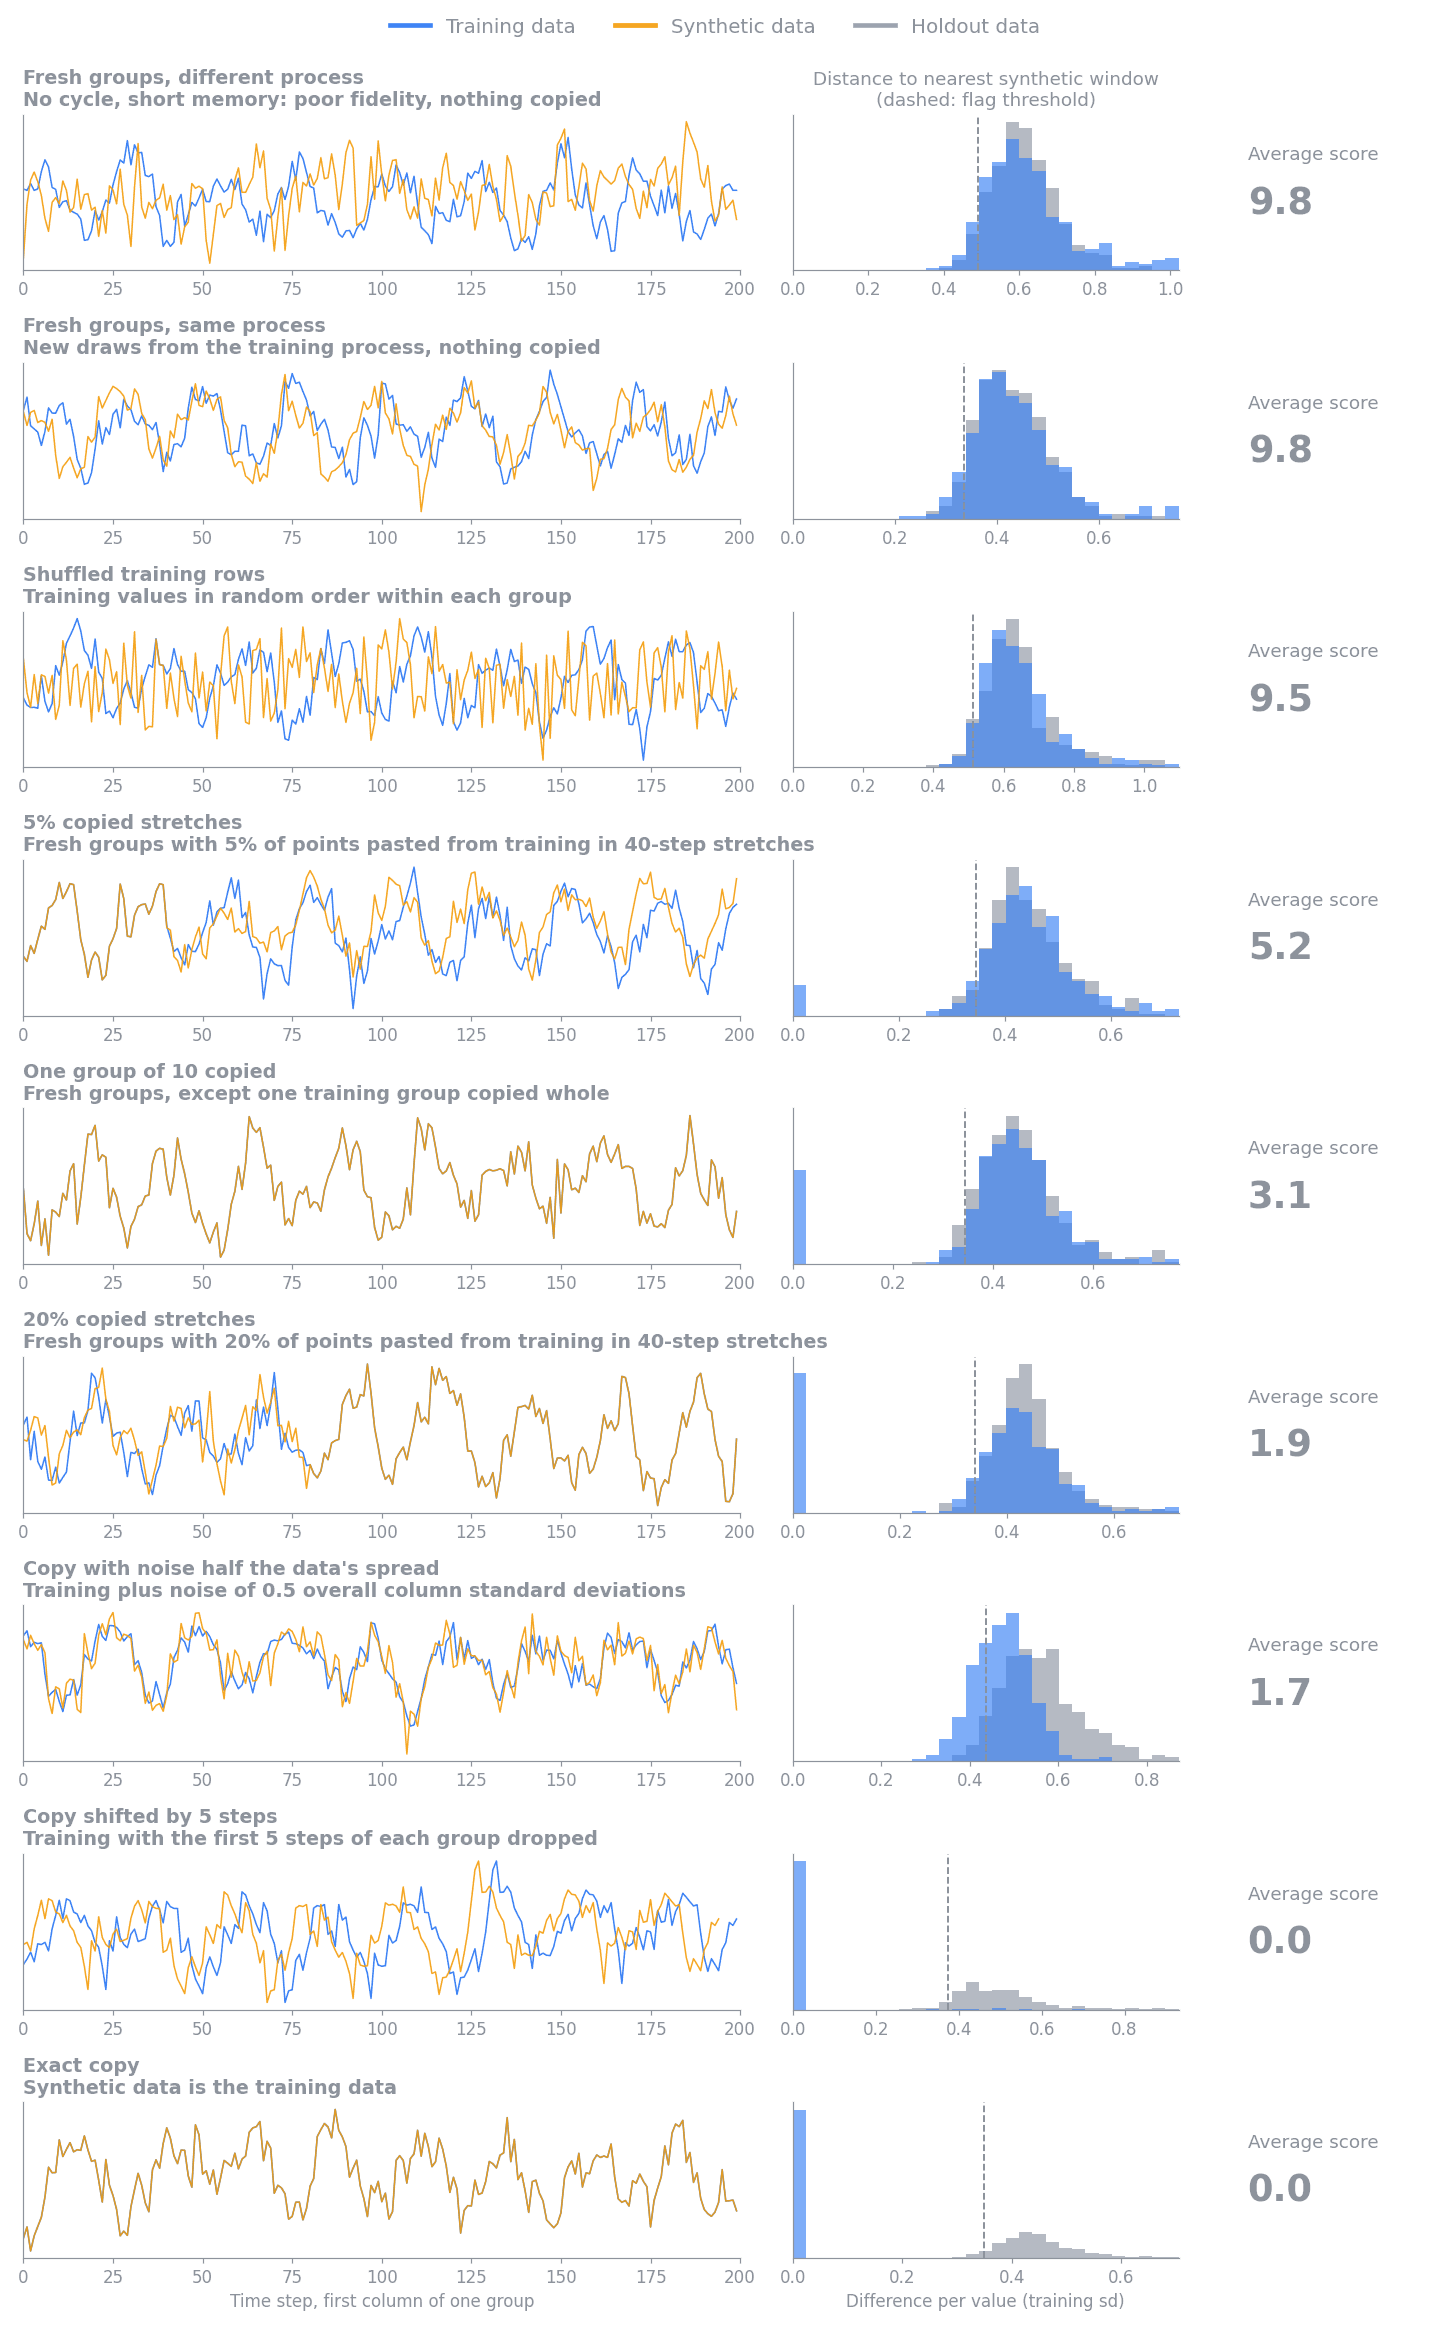 Training data Synthetic data Holdout data
Fresh groups, different process
No cycle, short memory: poor fidelity, nothing copied
Distance to nearest synthetic window
(dashed: flag threshold)
Average score
9.8
0 25 50 75 100 125 150 175 200
0.0 0.2 0.4 0.6 0.8 1.0
Fresh groups, same process
New draws from the training process, nothing copied
Average score
9.8
0 25 50 75 100 125 150 175 200
0.0 0.2 0.4 0.6
Shuffled training rows
Training values in random order within each group
Average score
9.5
0 25 50 75 100 125 150 175 200
0.0 0.2 0.4 0.6 0.8 1.0
5% copied stretches
Fresh groups with 5% of points pasted from training in 40-step stretches
Average score
5.2
0 25 50 75 100 125 150 175 200
0.0 0.2 0.4 0.6
One group of 10 copied
Fresh groups, except one training group copied whole
Average score
3.1
0 25 50 75 100 125 150 175 200
0.0 0.2 0.4 0.6
20% copied stretches
Fresh groups with 20% of points pasted from training in 40-step stretches
Average score
1.9
0 25 50 75 100 125 150 175 200
0.0 0.2 0.4 0.6
Copy with noise half the data's spread
Training plus noise of 0.5 overall column standard deviations
Average score
1.7
0 25 50 75 100 125 150 175 200
0.0 0.2 0.4 0.6 0.8
Copy shifted by 5 steps
Training with the first 5 steps of each group dropped
Average score
0.0
0 25 50 75 100 125 150 175 200
0.0 0.2 0.4 0.6 0.8
Exact copy
Synthetic data is the training data
Average score
0.0
0 25 50 75 100 125 150 175 200
0.0 0.2 0.4 0.6
Time step, first column of one group
Difference per value (training sd)